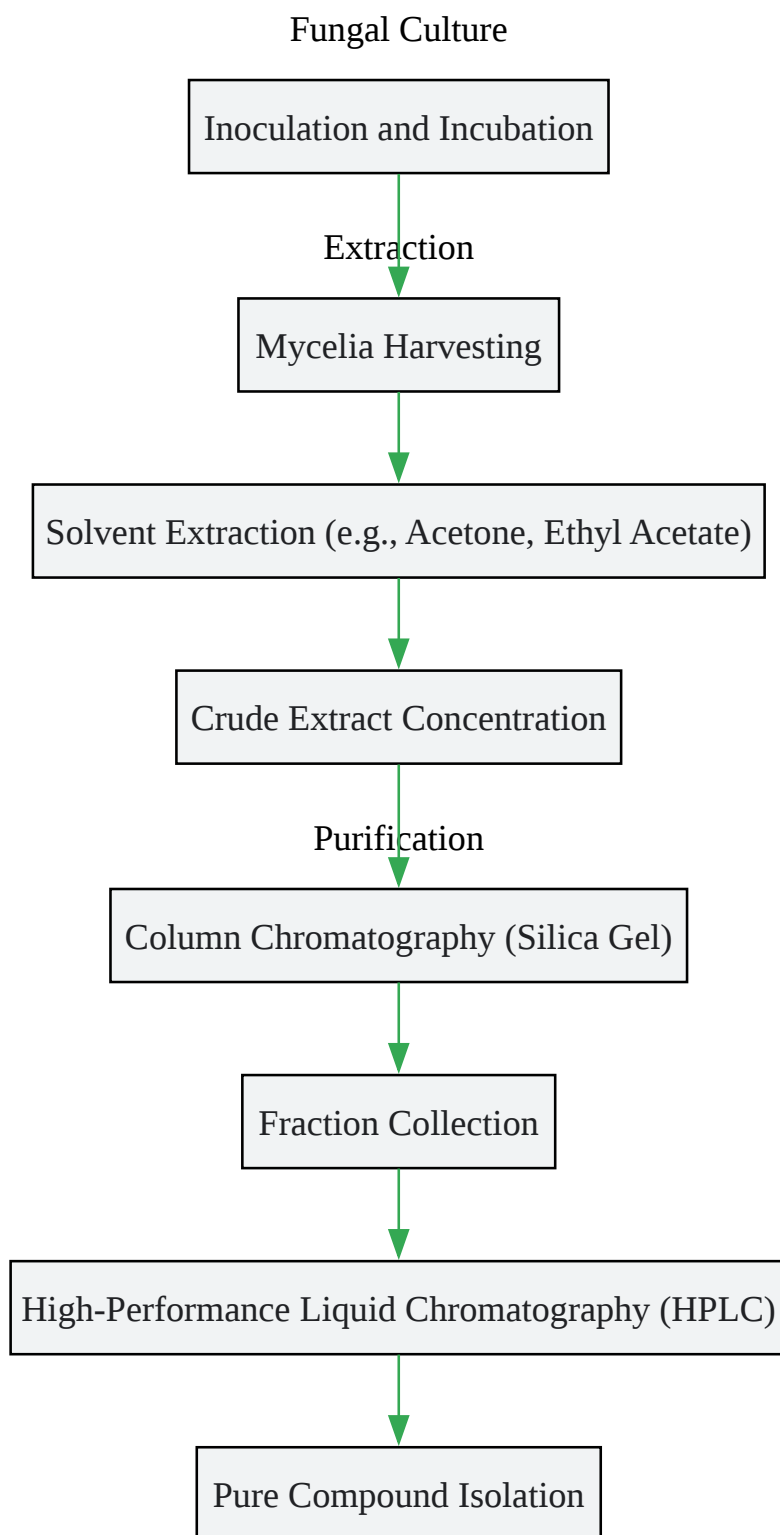 Fungal Culture
Inoculation and Incubation
Extraction
Mycelia Harvesting
Solvent Extraction (e.g., Acetone, Ethyl Acetate)
Crude Extract Concentration
Purification
Column Chromatography (Silica Gel)
Fraction Collection
High-Performance Liquid Chromatography (HPLC)
Pure Compound Isolation